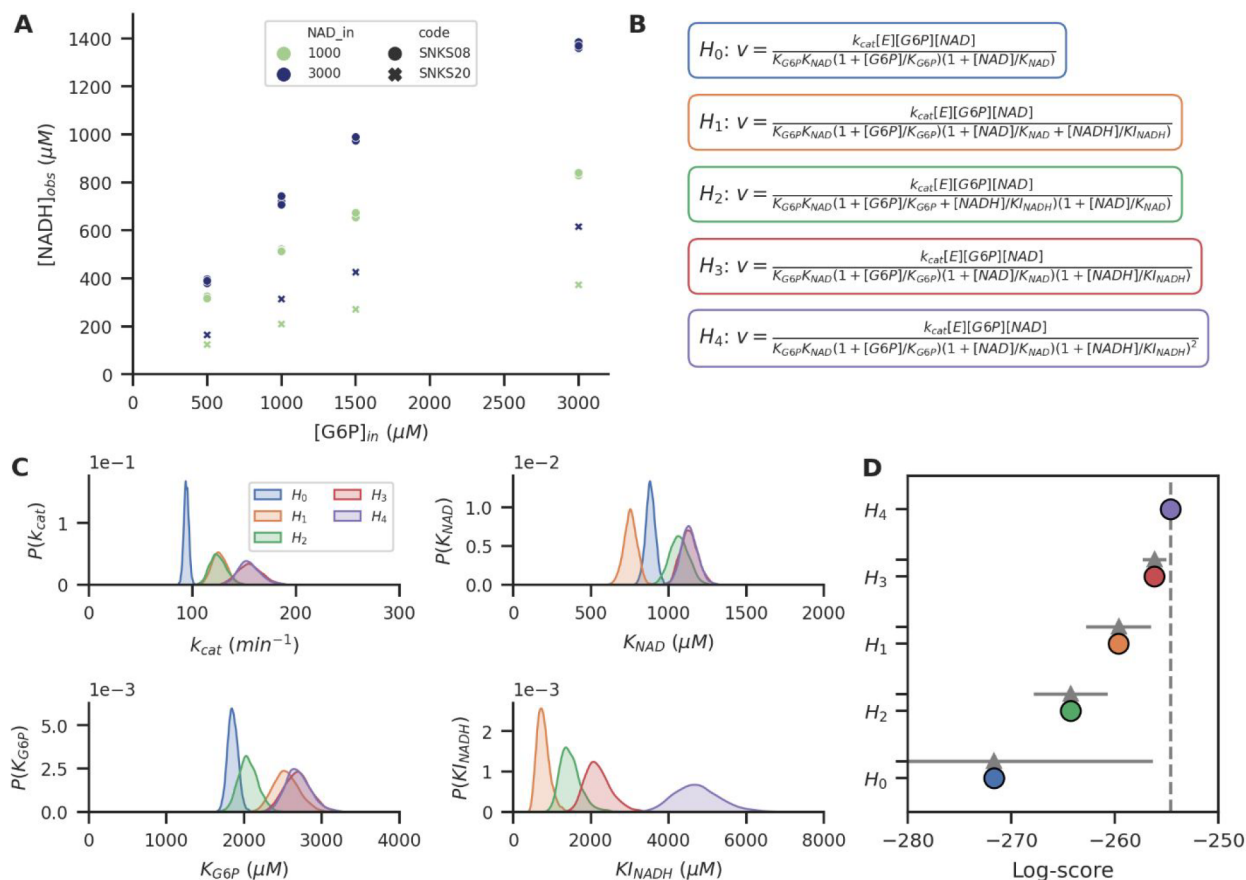 A
1400
1200
1000
800
600
400
200
0
[NADH]obs (μM)
NAD_in
code
1000
SNKS08
3000
SNKS20
0 500 1000 1500 2000 2500 3000
[G6P]in (μM)
B
H0: v = kcat[E][G6P][NAD] / KG6PKNAD(1 + [G6P]/KG6P)(1 + [NAD]/KNAD)
H1: v = kcat[E][G6P][NAD] / KG6PKNAD(1 + [G6P]/KG6P)(1 + [NAD]/KNAD + [NADH]/KINADH)
H2: v = kcat[E][G6P][NAD] / KG6PKNAD(1 + [G6P]/KG6P + [NADH]/KINADH)(1 + [NAD]/KNAD)
H3: v = kcat[E][G6P][NAD] / KG6PKNAD(1 + [G6P]/KG6P)(1 + [NAD]/KNAD)(1 + [NADH]/KINADH)
H4: v = kcat[E][G6P][NAD] / KG6PKNAD(1 + [G6P]/KG6P)(1 + [NAD]/KNAD)(1 + [NADH]/KINADH)²
C
1e−1
P(kcat)
1
0
H0 H3
H1 H4
H2
0 100 200 300
kcat (min⁻¹)
1e−2
P(KNAD)
1.0
0.5
0.0
0 500 1000 1500 2000
KNAD (μM)
1e−3
P(KG6P)
5.0
2.5
0.0
0 1000 2000 3000 4000
KG6P (μM)
1e−3
P(KINADH)
2
1
0
0 2000 4000 6000 8000
KINADH (μM)
D
H4
H3
H1
H2
H0
−280 −270 −260 −250
Log-score